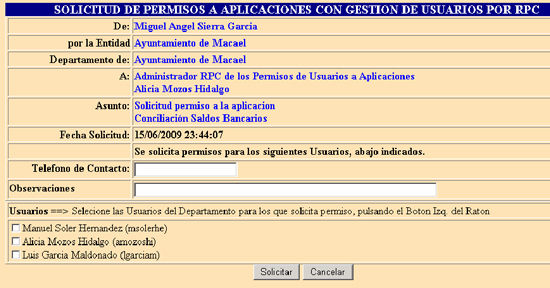 SOLICITUD DE PERMISOS A APLICACIONES CON GESTION DE USUARIOS POR RPC
De: Miguel Angel Sierra Garcia
por la Entidad Ayuntamiento de Macael
Departamento de: Ayuntamiento de Macael
A: Administrador RPC de los Permisos de Usuarios a Aplicaciones
Alicia Mozos Hidalgo
Asunto: Solicitud permiso a la aplicacion
Conciliación Saldos Bancarios
Fecha Solicitud: 15/06/2009 23:44:07
Se solicita permisos para los siguientes Usuarios, abajo indicados.
Telefono de Contacto:
Observaciones
Usuarios ==> Selecione las Usuarios del Departamento para los que solicita permiso, pulsando el Boton Izq. del Raton
Manuel Soler Hernandez (msolerhe)
Alicia Mozos Hidalgo (amozoshi)
Luis Garcia Maldonado (lgarciam)
Solicitar Cancelar